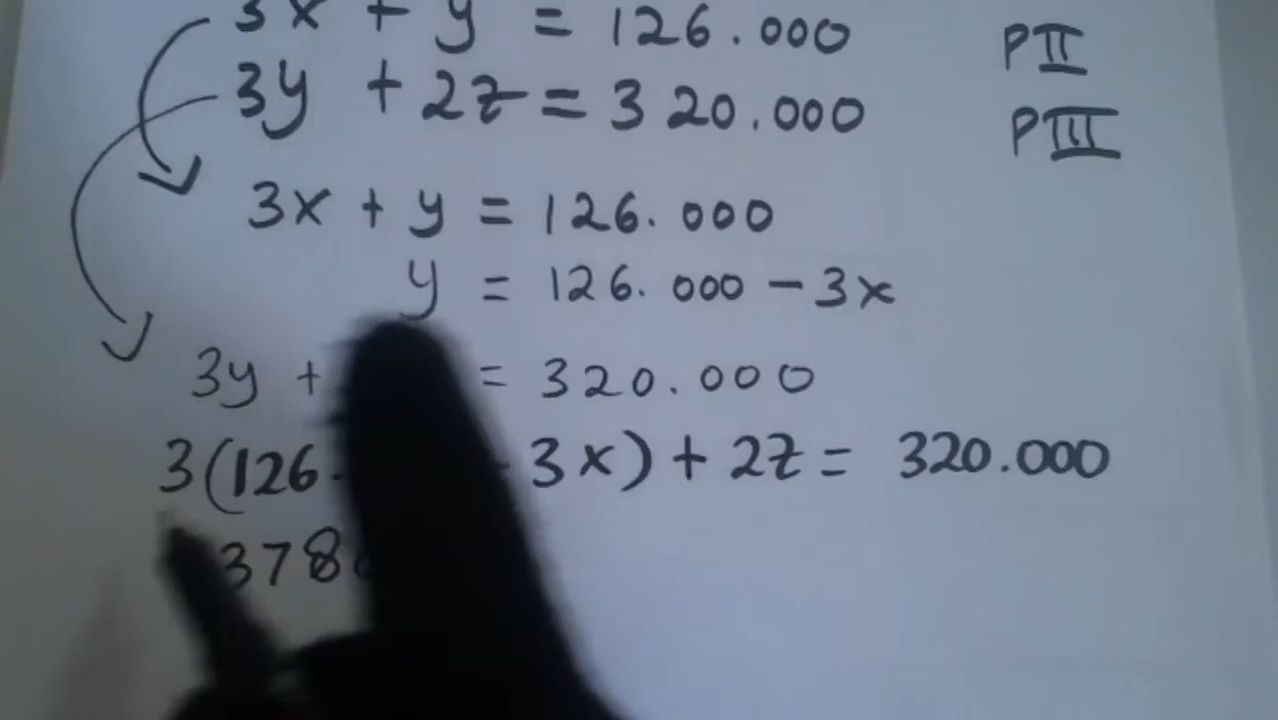 3x + y = 126.000 PII
3y + 2z = 320.000 PIII
3x + y = 126.000
y = 126.000 - 3x
3y + = 320.000
3(126 3x) + 2z = 320.000
378